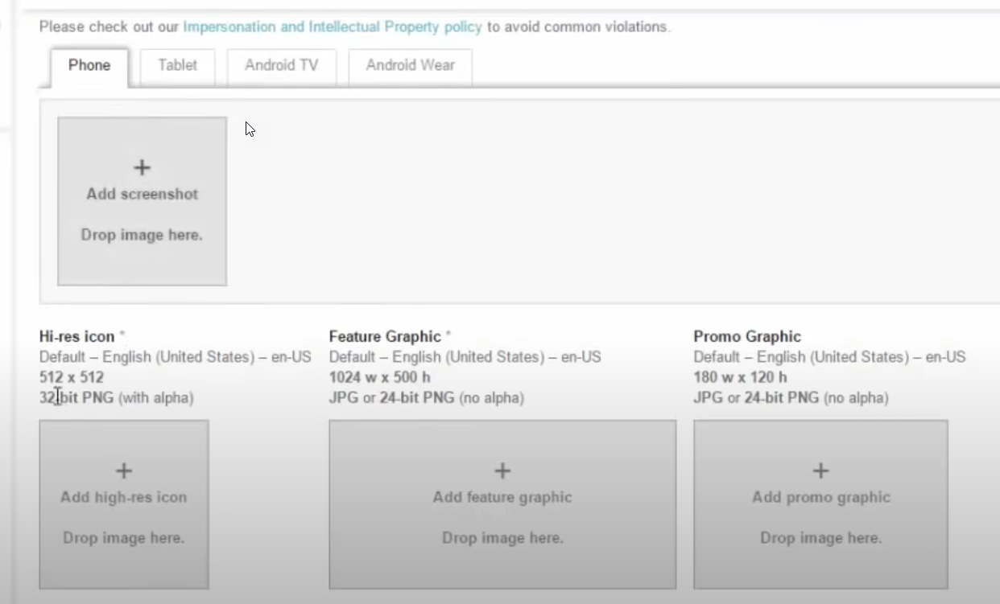 Please check out our Impersonation and Intellectual Property policy to avoid common violations.
Phone
Tablet
Android TV
Android Wear
+
Add screenshot
Drop image here.
Hi-res icon *
Default – English (United States) – en-US
512 x 512
32-bit PNG (with alpha)
+
Add high-res icon
Drop image here.
Feature Graphic *
Default – English (United States) – en-US
1024 w x 500 h
JPG or 24-bit PNG (no alpha)
+
Add feature graphic
Drop image here.
Promo Graphic
Default – English (United States) – en-US
180 w x 120 h
JPG or 24-bit PNG (no alpha)
+
Add promo graphic
Drop image here.